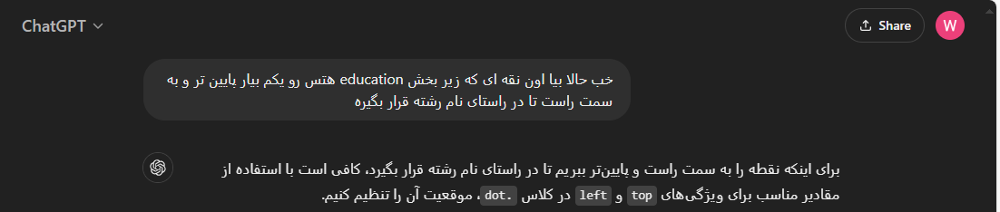 ChatGPT
Share
W
خب حالا بیا اون نقه ای که زیر بخش education هتس رو یکم بیار پایین تر و به
سمت راست تا در راستای نام رشته قرار بگیره
برای اینکه نقطه را به سمت راست و پایین‌تر ببریم تا در راستای نام رشته قرار بگیرد، کافی است با استفاده از
مقادیر مناسب برای ویژگی‌های top و left در کلاس .dot، موقعیت آن را تنظیم کنیم.